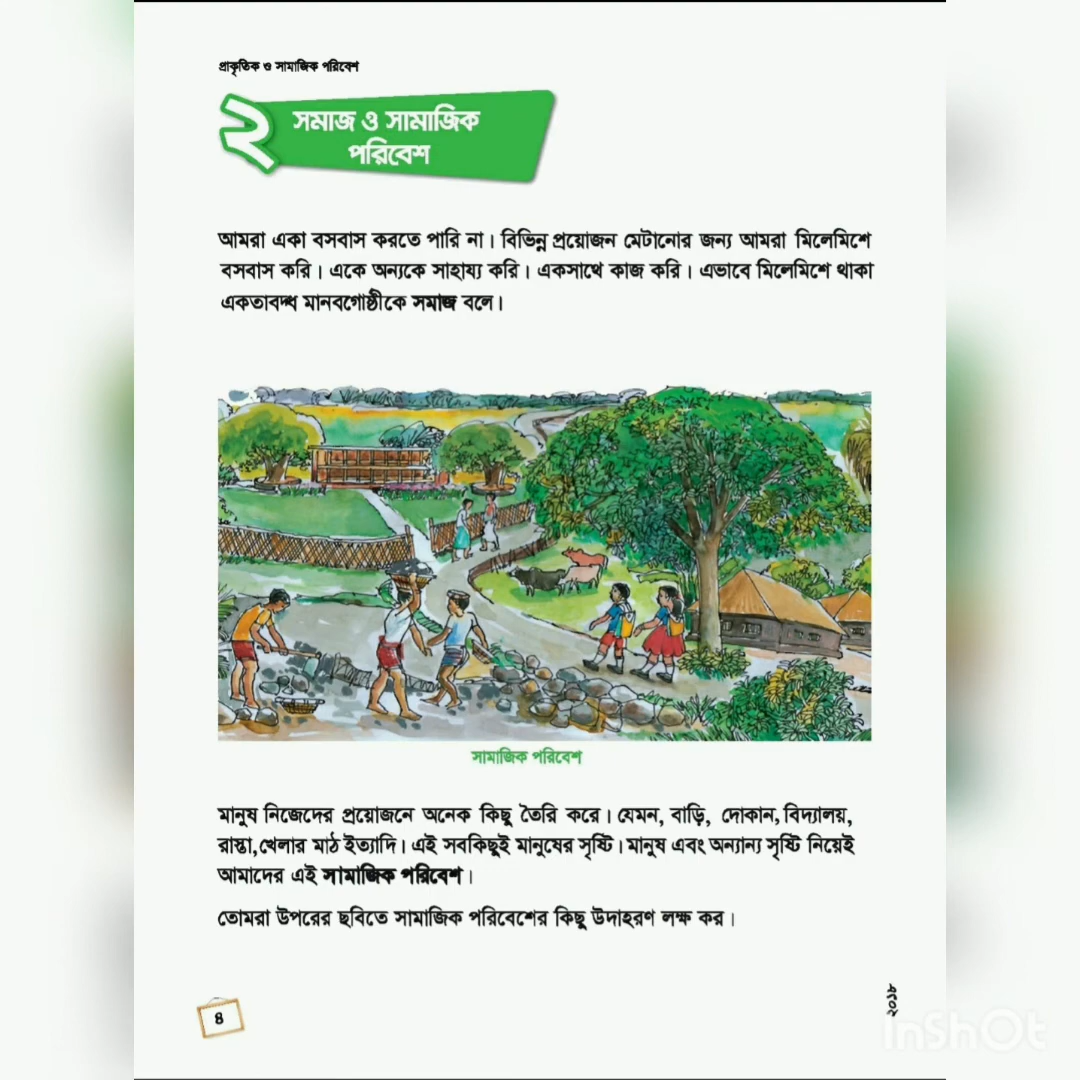 প্রাকৃতিক ও সামাজিক পরিবেশ
২
সমাজ ও সামাজিক
পরিবেশ
আমরা একা বসবাস করতে পারি না। বিভিন্ন প্রয়োজন মেটানোর জন্য আমরা মিলেমিশে
বসবাস করি। একে অন্যকে সাহায্য করি। একসাথে কাজ করি। এভাবে মিলেমিশে থাকা
একতাবদ্ধ মানবগোষ্ঠীকে সমাজ বলে।
সামাজিক পরিবেশ
মানুষ নিজেদের প্রয়োজনে অনেক কিছু তৈরি করে। যেমন, বাড়ি, দোকান, বিদ্যালয়,
রাস্তা,খেলার মাঠ ইত্যাদি। এই সবকিছুই মানুষের সৃষ্টি। মানুষ এবং অন্যান্য সৃষ্টি নিয়েই
আমাদের এই সামাজিক পরিবেশ।
তোমরা উপরের ছবিতে সামাজিক পরিবেশের কিছু উদাহরণ লক্ষ কর।
৪
২০১৮
InShOt